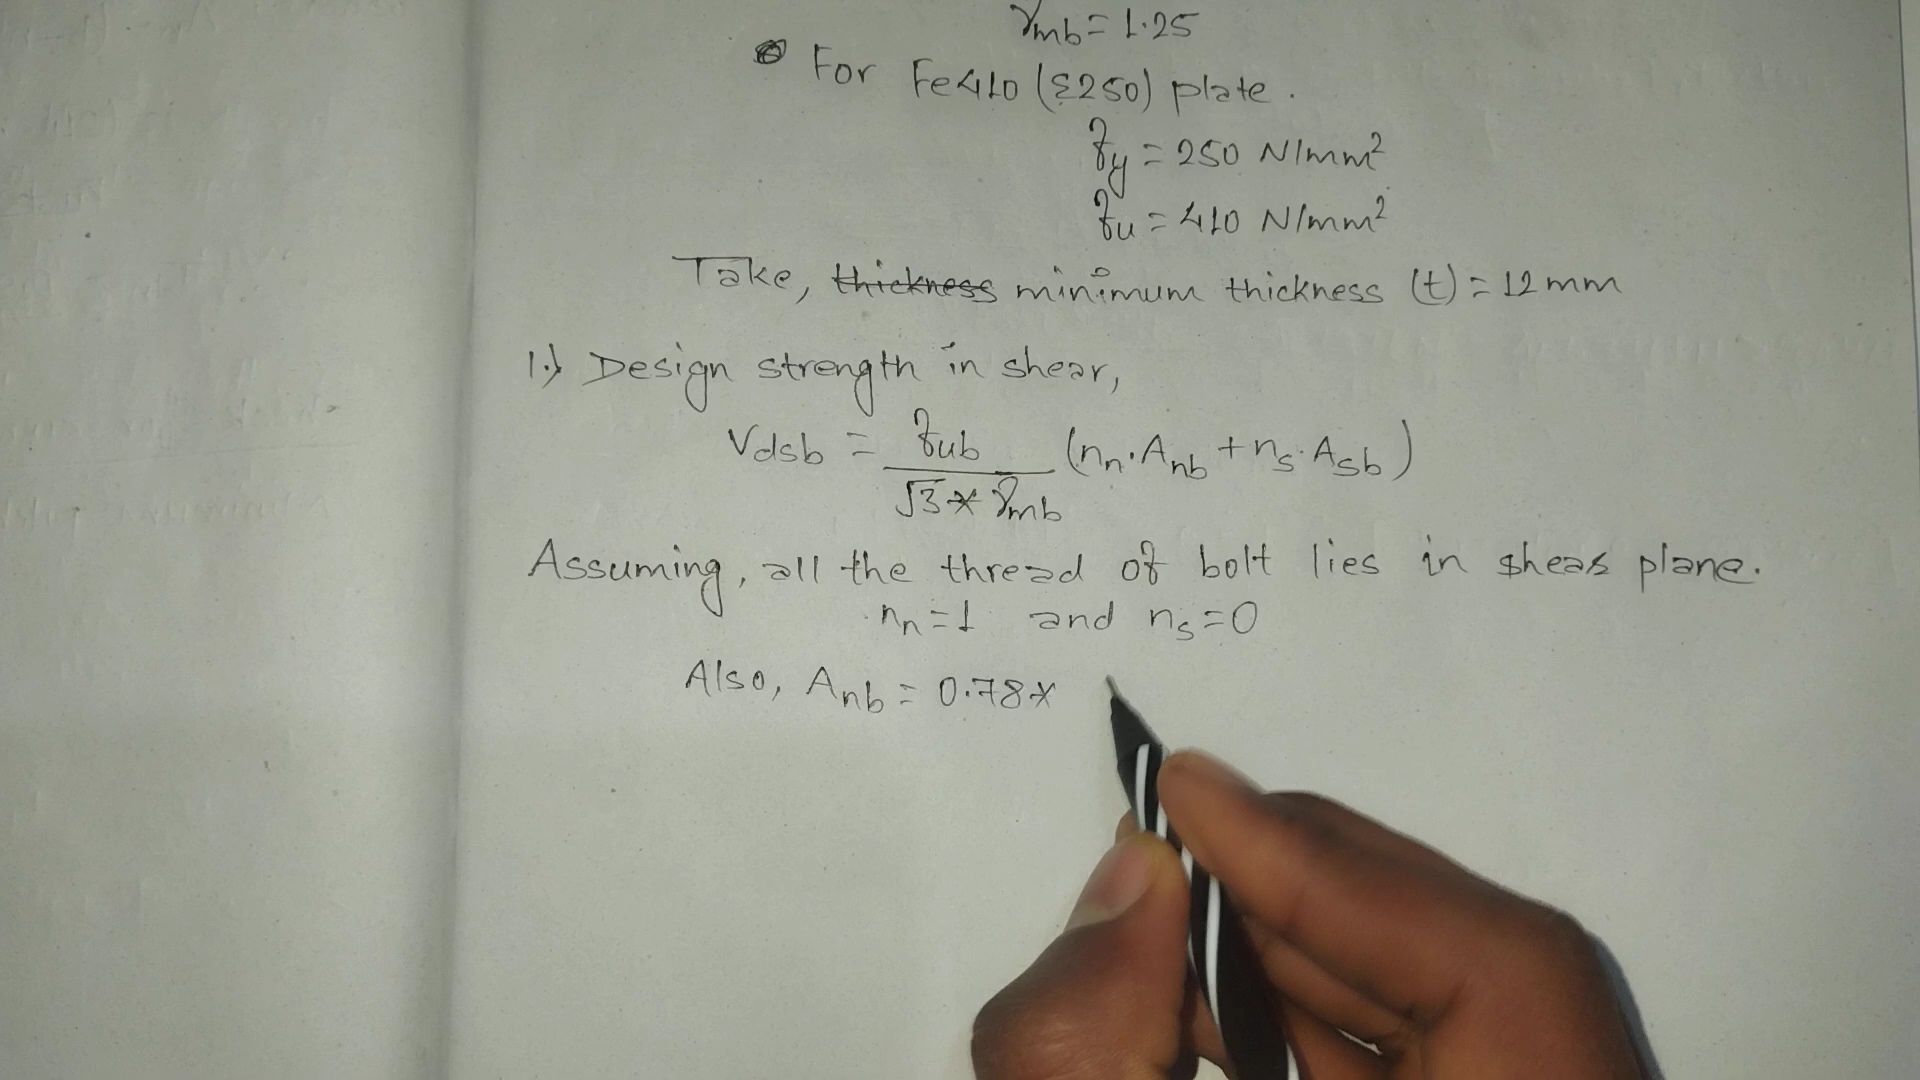 γmb = 1.25
For Fe410 (E250) plate.
fy = 250 N/mm²
fu = 410 N/mm²
Take, thickness minimum thickness (t) = 12 mm
1.) Design strength in shear,
Vdsb = fub / √3 * γmb (nn · Anb + ns · Asb)
Assuming, all the thread of bolt lies in shear plane.
nn = 1 and ns = 0
Also, Anb = 0.78 *